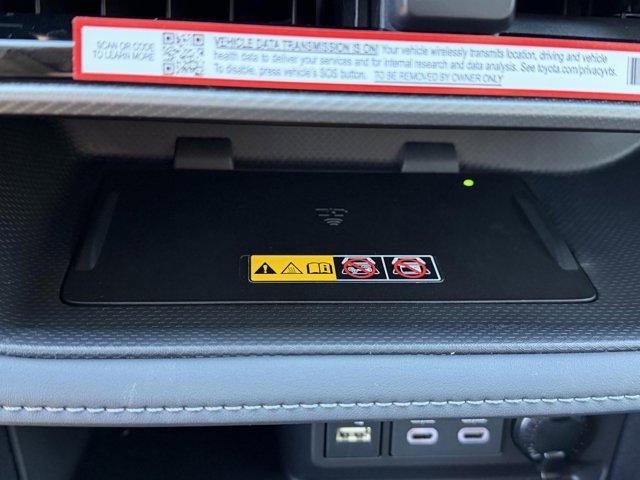 SCAN QR CODE
TO LEARN MORE
VEHICLE DATA TRANSMISSION IS ON! Your vehicle wirelessly transmits location, driving and vehicle
health data to deliver your services and for internal research and data analysis. See toyota.com/privacyvts.
To disable, press vehicle's SOS button. TO BE REMOVED BY OWNER ONLY